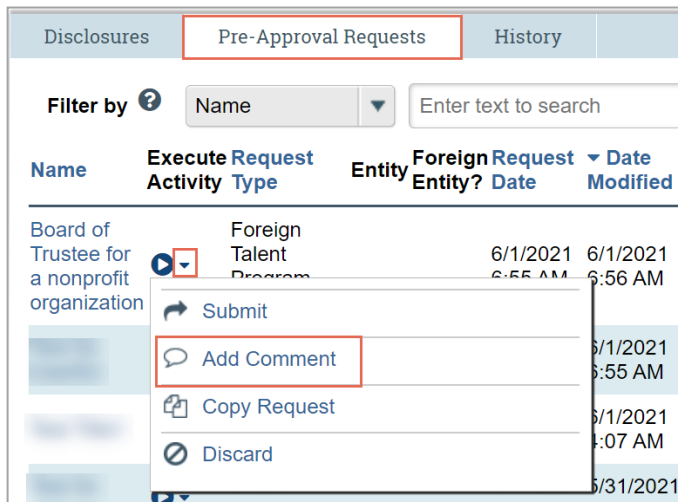 Disclosures Pre-Approval Requests History
Filter by ? Name Enter text to search
Name Execute Activity Request Type Entity Foreign Entity? Request Date Date Modified
Board of
Trustee for
a nonprofit
organization
Foreign
Talent
Program
6/1/2021
6:55 AM
6/1/2021
6:56 AM
Submit
Add Comment
Copy Request
Discard
6/1/2021
6:55 AM
6/1/2021
:07 AM
5/31/2021